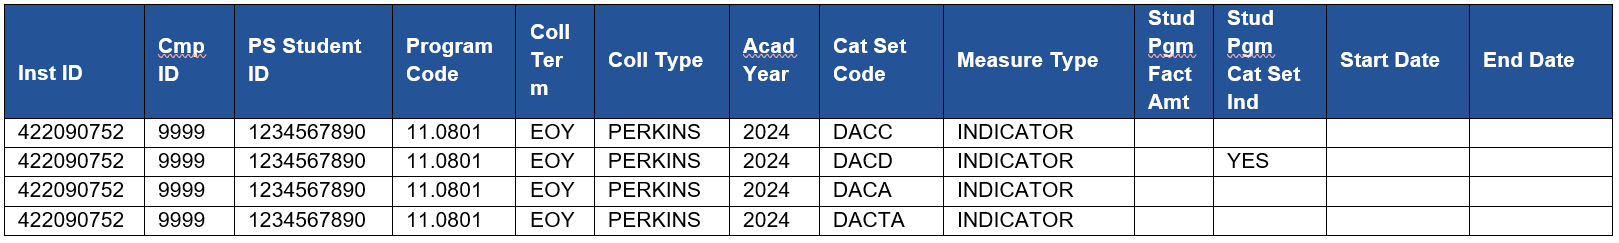 Inst ID Cmp ID PS Student ID Program Code Coll Ter m Coll Type Acad Year Cat Set Code Measure Type Stud Pgm Fact Amt Stud Pgm Cat Set Ind Start Date End Date
422090752 9999 1234567890 11.0801 EOY PERKINS 2024 DACC INDICATOR
422090752 9999 1234567890 11.0801 EOY PERKINS 2024 DACD INDICATOR YES
422090752 9999 1234567890 11.0801 EOY PERKINS 2024 DACA INDICATOR
422090752 9999 1234567890 11.0801 EOY PERKINS 2024 DACTA INDICATOR